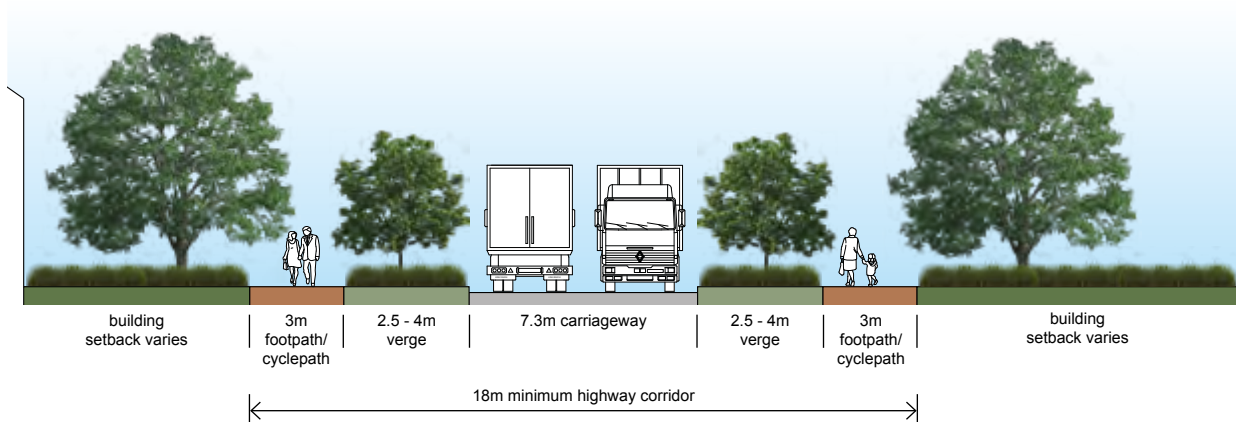 building
setback varies
3m
footpath/
cyclepath
2.5 - 4m
verge
7.3m carriageway
2.5 - 4m
verge
3m
footpath/
cyclepath
building
setback varies
18m minimum highway corridor